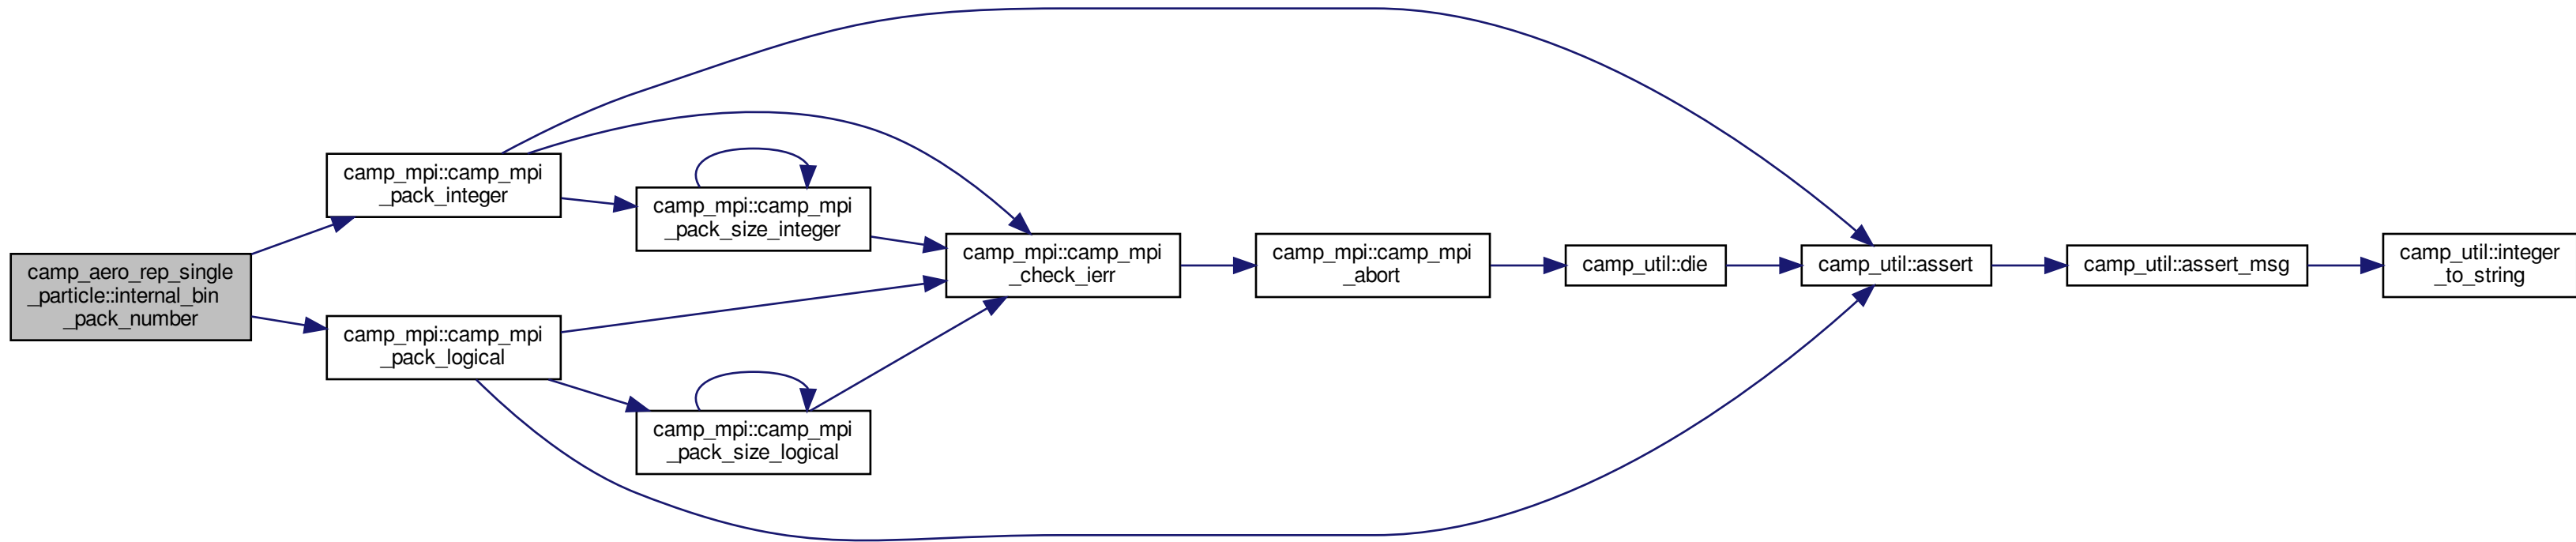 camp_aero_rep_single
_particle::internal_bin
_pack_number
camp_mpi::camp_mpi
_pack_integer
camp_mpi::camp_mpi
_pack_logical
camp_mpi::camp_mpi
_pack_size_integer
camp_mpi::camp_mpi
_pack_size_logical
camp_mpi::camp_mpi
_check_ierr
camp_mpi::camp_mpi
_abort
camp_util::die
camp_util::assert
camp_util::assert_msg
camp_util::integer
_to_string